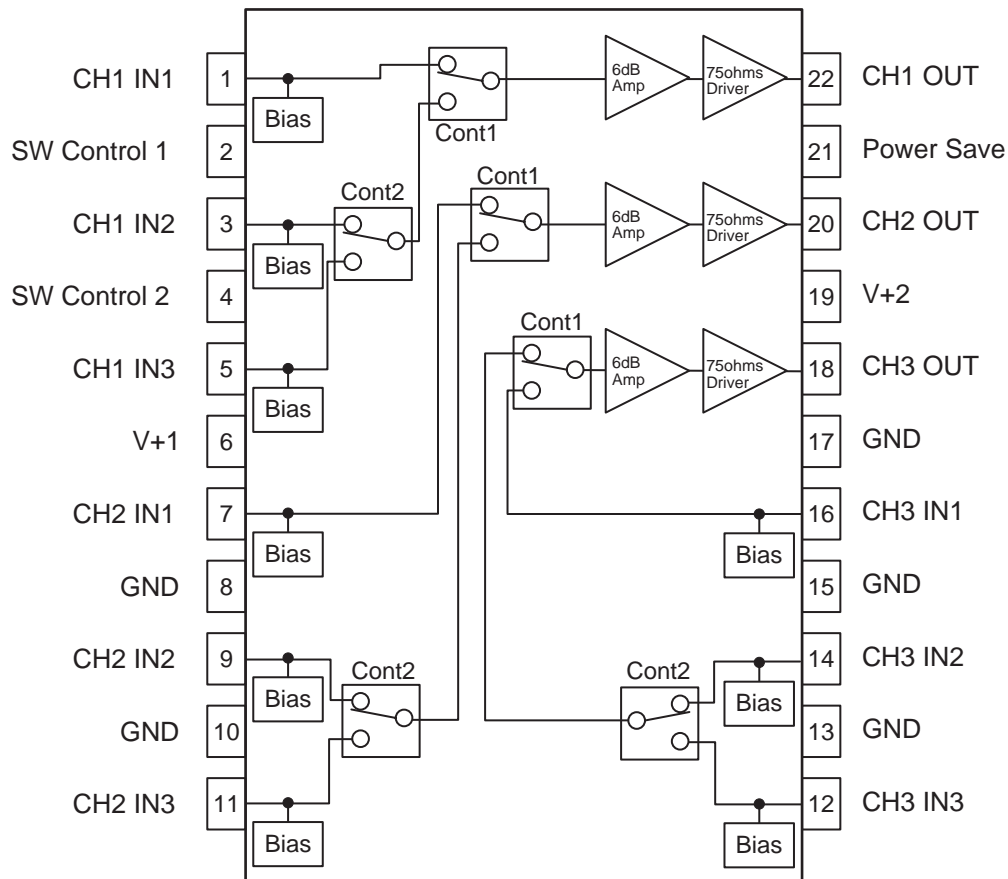 CH1 IN1
1
Bias
Cont1
6dB
Amp
75ohms
Driver
22
CH1 OUT
SW Control 1
2
21
Power Save
CH1 IN2
3
Bias
Cont2
Cont1
6dB
Amp
75ohms
Driver
20
CH2 OUT
SW Control 2
4
19
V+2
CH1 IN3
5
Bias
Cont1
6dB
Amp
75ohms
Driver
18
CH3 OUT
V+1
6
17
GND
CH2 IN1
7
Bias
Bias
16
CH3 IN1
GND
8
15
GND
CH2 IN2
9
Bias
Cont2
Cont2
Bias
14
CH3 IN2
GND
10
13
GND
CH2 IN3
11
Bias
Bias
12
CH3 IN3